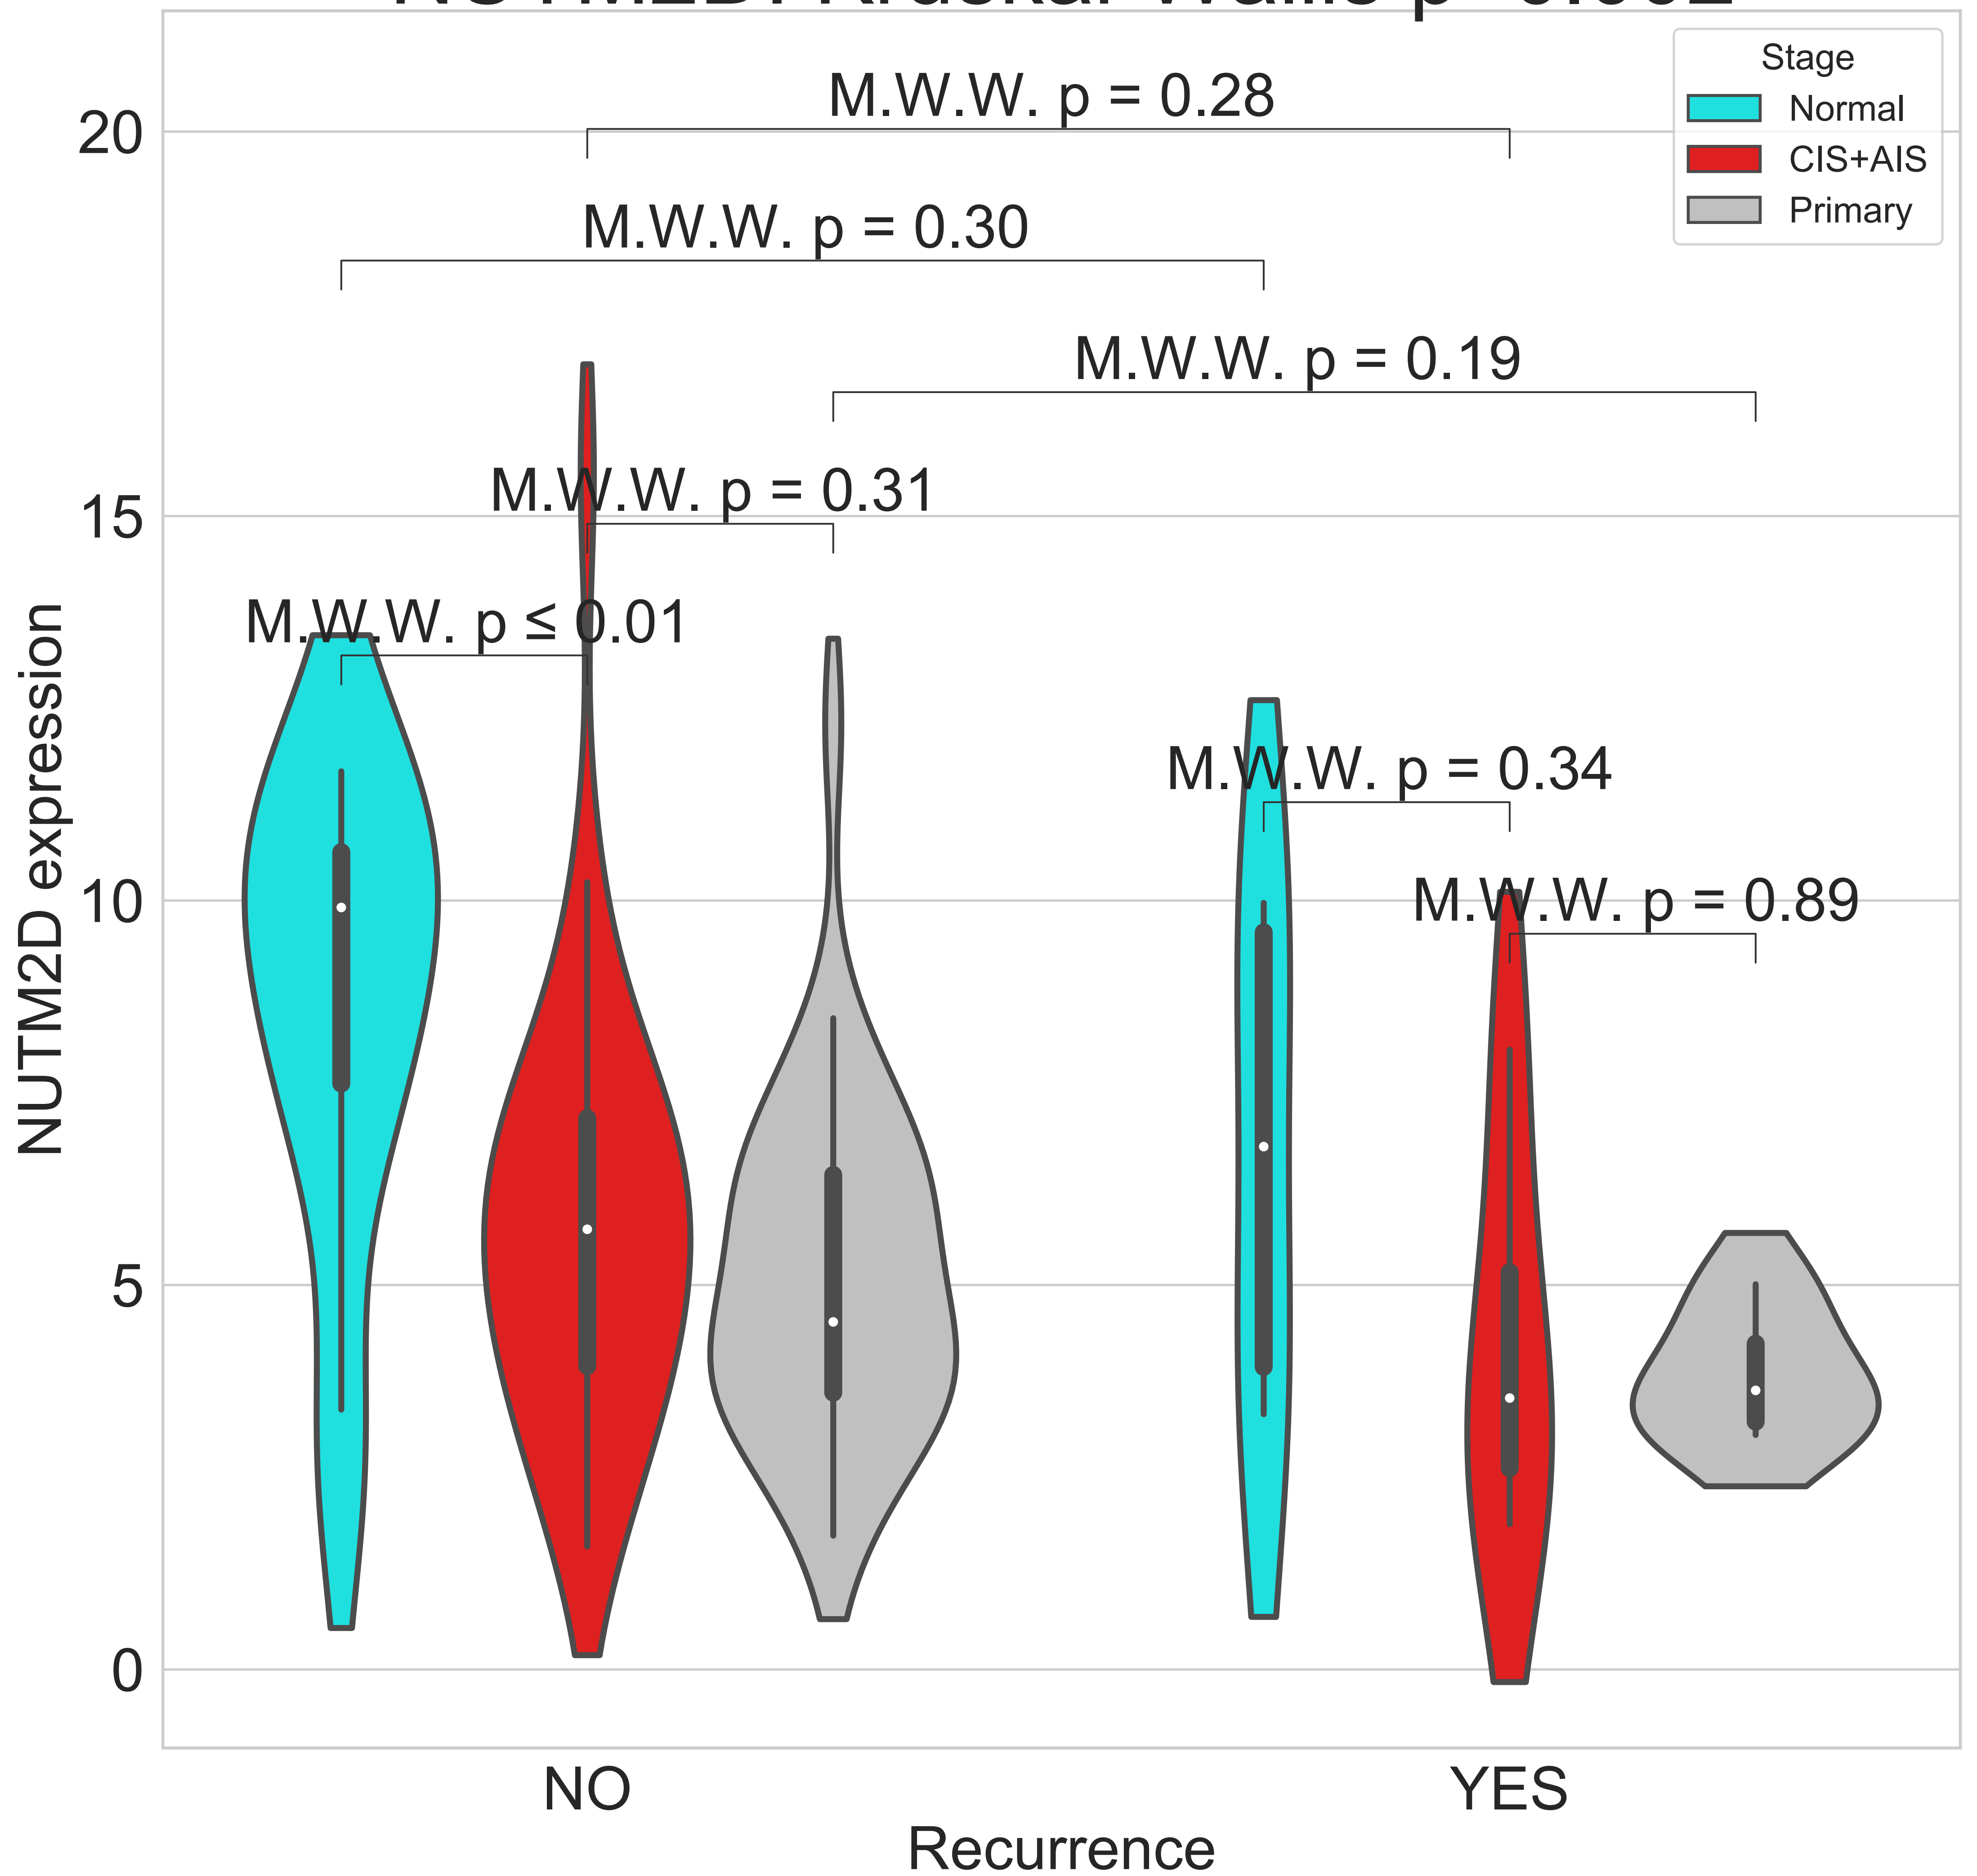 Stage
Normal
CIS+AIS
Primary
M.W.W. p = 0.28
M.W.W. p = 0.30
M.W.W. p = 0.19
M.W.W. p = 0.31
M.W.W. p ≤ 0.01
M.W.W. p = 0.34
M.W.W. p = 0.89
20
15
10
5
0
NUTM2D expression
NO
YES
Recurrence